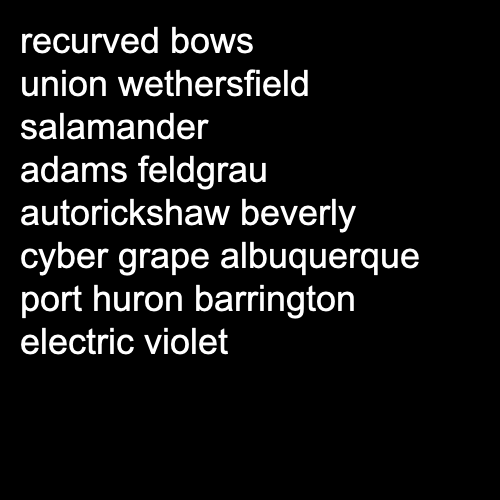 recurved bows
union wethersfield
salamander
adams feldgrau
autorickshaw beverly
cyber grape albuquerque
port huron barrington
electric violet